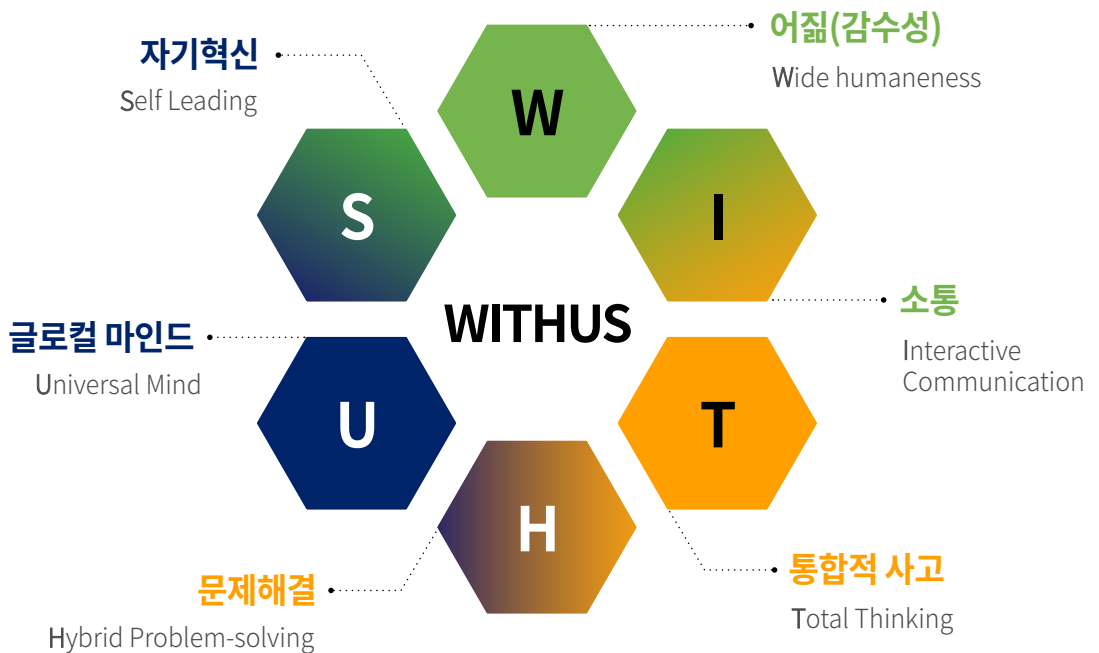 어짊(감수성)
Wide humaneness
자기혁신
Self Leading
W
S
I
WITHUS
소통
Interactive
Communication
글로컬 마인드
Universal Mind
U
T
H
문제해결
Hybrid Problem-solving
통합적 사고
Total Thinking